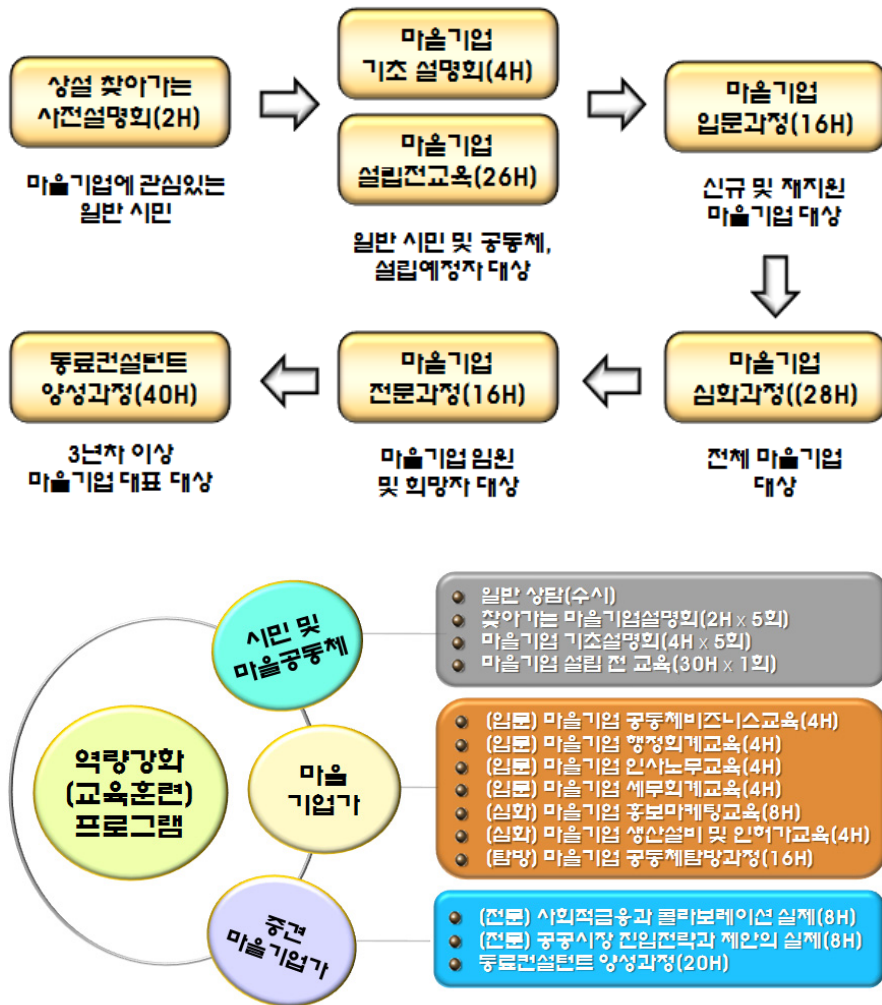 상설 찾아가는
사전설명회(2H)
마을기업에 관심있는
일반 시민
마을기업
기초 설명회(4H)
마을기업
설립전교육(26H)
일반 시민 및 공동체,
설립예정자 대상
마을기업
입문과정(16H)
신규 및 재지원
마을기업 대상
마을기업
심화과정((28H)
전체 마을기업
대상
마을기업
전문과정(16H)
마을기업 임원
및 희망자 대상
동료컨설턴트
양성과정(40H)
3년차 이상
마을기업 대표 대상
역량강화
(교육훈련)
프로그램
시민 및
마을공동체
일반 상담(수시)
찾아가는 마을기업설명회(2H x 5회)
마을기업 기초설명회(4H x 5회)
마을기업 설립 전 교육(30H x 1회)
마을
기업가
(입문) 마을기업 공동체비즈니스교육(4H)
(입문) 마을기업 행정회계교육(4H)
(입문) 마을기업 인사노무교육(4H)
(입문) 마을기업 세무회계교육(4H)
(심화) 마을기업 홍보마케팅교육(8H)
(심화) 마을기업 생산설비 및 인허가교육(4H)
(탐방) 마을기업 공동체탐방과정(16H)
중견
마을기업가
(전문) 사회적금융과 콜라보레이션 실제(8H)
(전문) 공공시장 진입전략과 제안의 실제(8H)
동료컨설턴트 양성과정(20H)